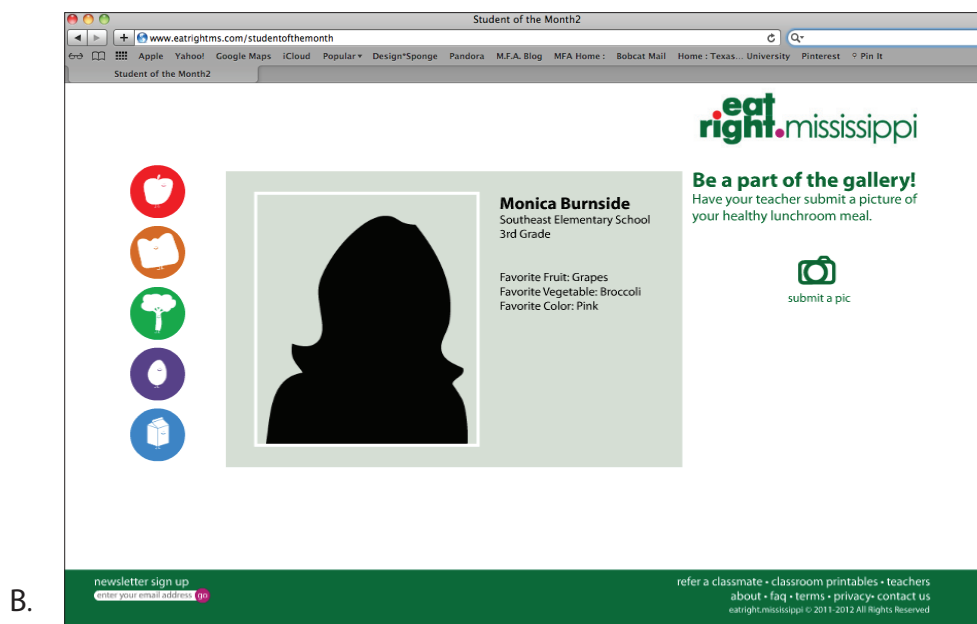 Student of the Month2
www.eatrightms.com/studentofthemonth
Apple Yahoo! Google Maps iCloud Popular Design*Sponge Pandora M.F.A. Blog MFA Home : Bobcat Mail Home : Texas... University Pinterest Pin It
Student of the Month2
eat
right.mississippi
Monica Burnside
Southeast Elementary School
3rd Grade
Favorite Fruit: Grapes
Favorite Vegetable: Broccoli
Favorite Color: Pink
Be a part of the gallery!
Have your teacher submit a picture of
your healthy lunchroom meal.
submit a pic
newsletter sign up
enter your email address go
refer a classmate • classroom printables • teachers
about • faq • terms • privacy• contact us
eatright.mississippi © 2011-2012 All Rights Reserved
B.